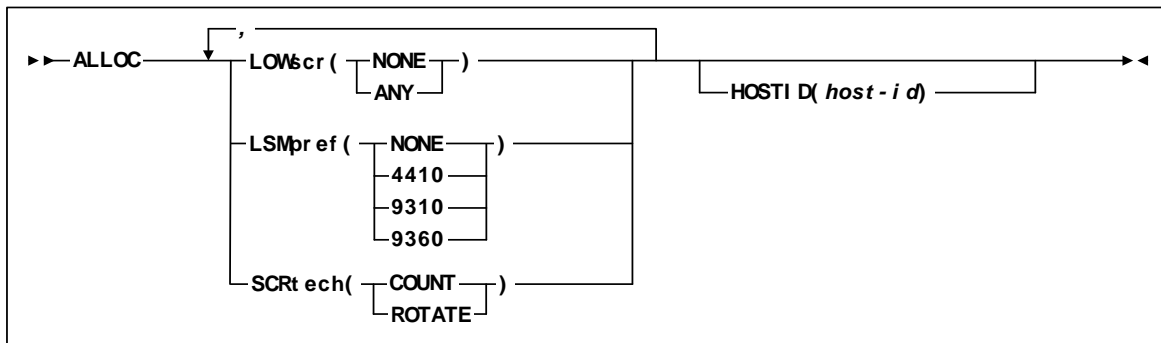 ,
ALLOC LOWscr( NONE )
ANY
HOSTID(host-id)
LSMpref( NONE )
4410
9310
9360
SCRtech( COUNT )
ROTATE